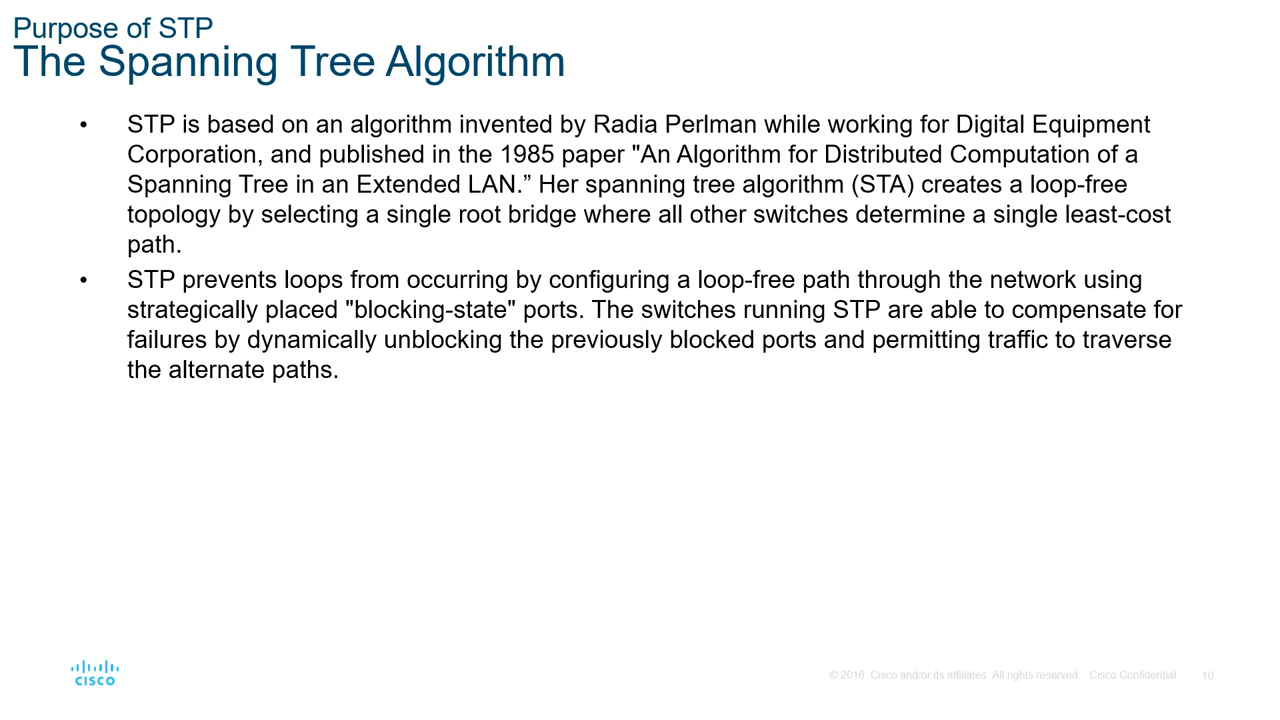 Purpose of STP
The Spanning Tree Algorithm
• STP is based on an algorithm invented by Radia Perlman while working for Digital Equipment
Corporation, and published in the 1985 paper "An Algorithm for Distributed Computation of a
Spanning Tree in an Extended LAN.” Her spanning tree algorithm (STA) creates a loop-free
topology by selecting a single root bridge where all other switches determine a single least-cost
path.
• STP prevents loops from occurring by configuring a loop-free path through the network using
strategically placed "blocking-state" ports. The switches running STP are able to compensate for
failures by dynamically unblocking the previously blocked ports and permitting traffic to traverse
the alternate paths.
CISCO
© 2016 Cisco and/or its affiliates. All rights reserved. Cisco Confidential 10